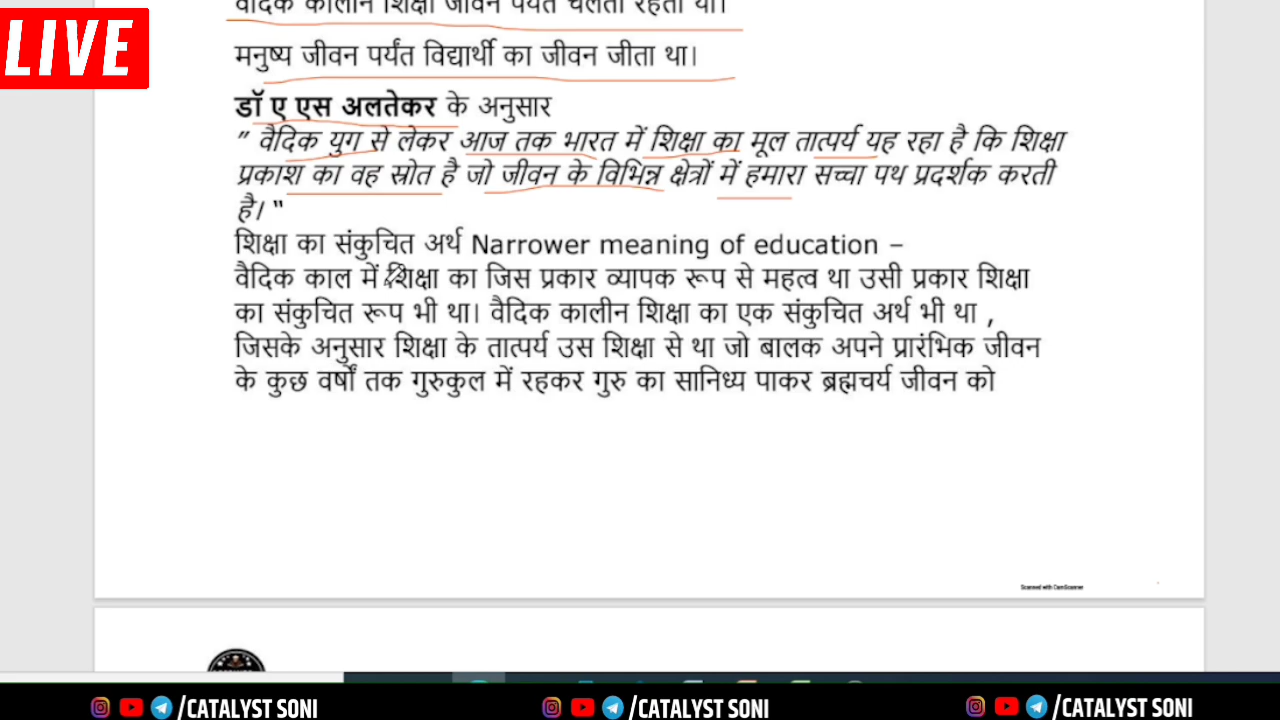 LIVE
वैदिक कालीन शिक्षा जीवन पर्यंत चलती रहती थी।
मनुष्य जीवन पर्यंत विद्यार्थी का जीवन जीता था।
डॉ ए एस अलतेकर के अनुसार
" वैदिक युग से लेकर आज तक भारत में शिक्षा का मूल तात्पर्य यह रहा है कि शिक्षा
प्रकाश का वह स्रोत है जो जीवन के विभिन्न क्षेत्रों में हमारा सच्चा पथ प्रदर्शक करती
है। "
शिक्षा का संकुचित अर्थ Narrower meaning of education –
वैदिक काल में शिक्षा का जिस प्रकार व्यापक रूप से महत्व था उसी प्रकार शिक्षा
का संकुचित रूप भी था। वैदिक कालीन शिक्षा का एक संकुचित अर्थ भी था ,
जिसके अनुसार शिक्षा के तात्पर्य उस शिक्षा से था जो बालक अपने प्रारंभिक जीवन
के कुछ वर्षों तक गुरुकुल में रहकर गुरु का सानिध्य पाकर ब्रह्मचर्य जीवन को
Scanned with CamScanner
/CATALYST SONI /CATALYST SONI /CATALYST SONI